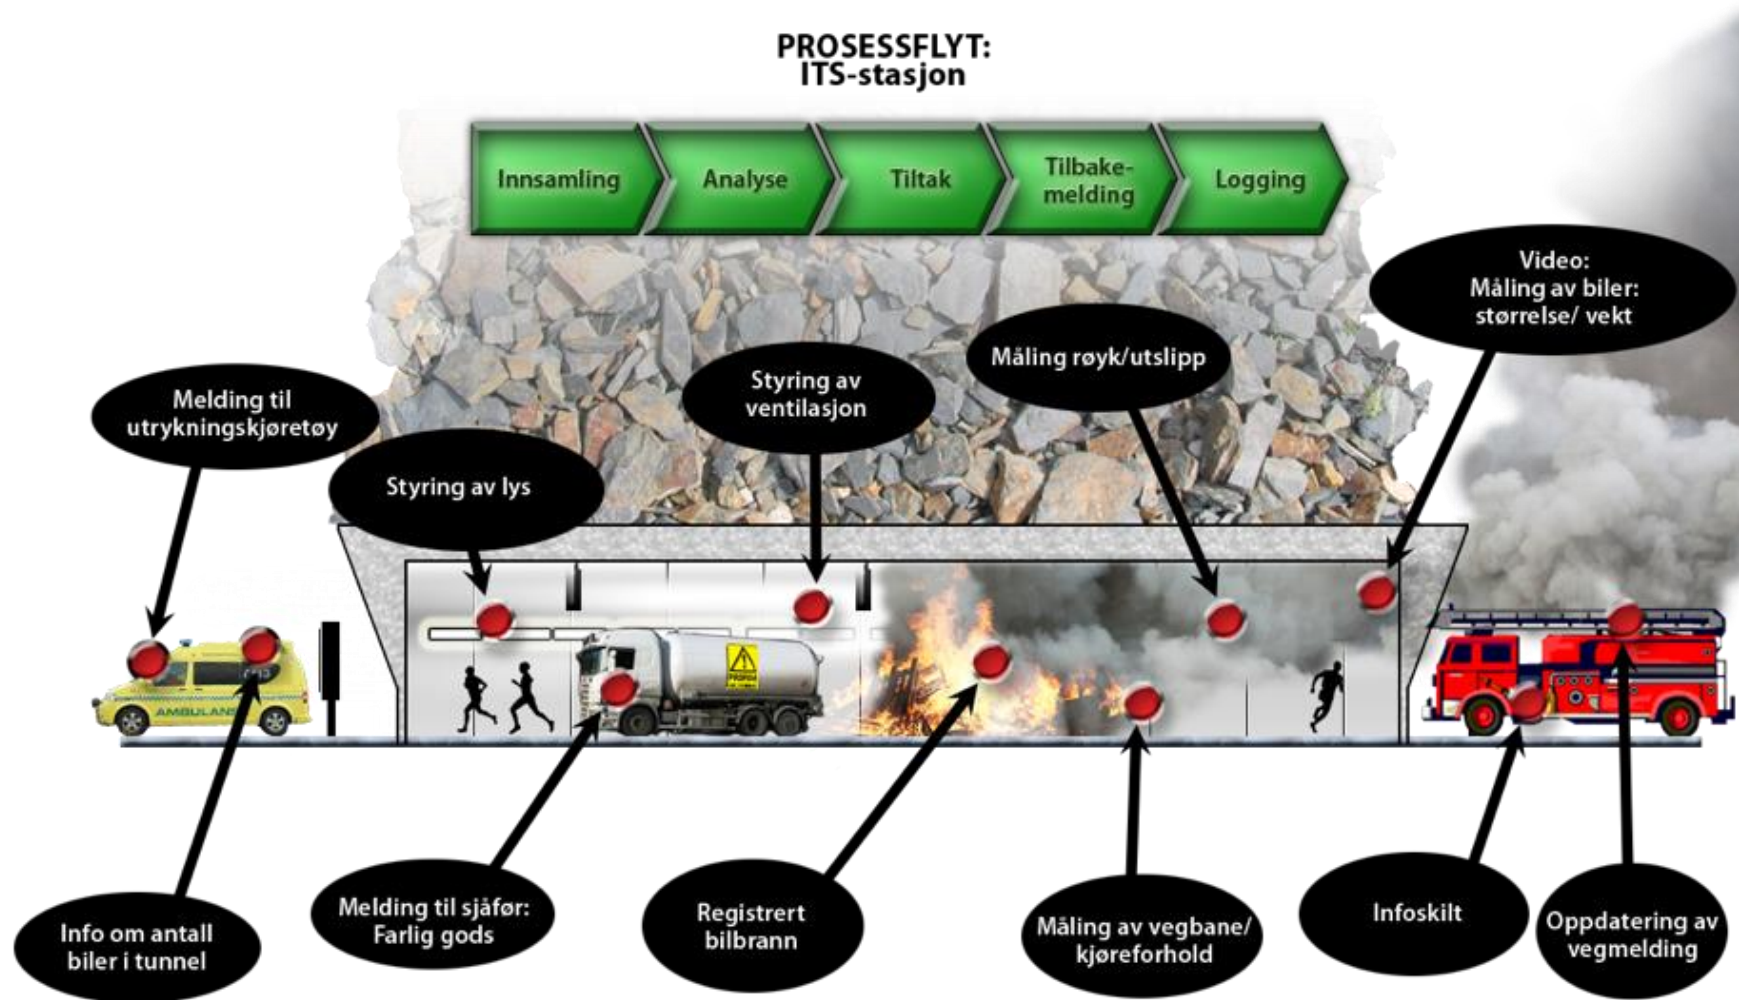 PROSESSFLYT:
ITS-stasjon
Innsamling
Analyse
Tiltak
Tilbake-
melding
Logging
Video:
Måling av biler:
størrelse/ vekt
Måling røyk/utslipp
Styring av
ventilasjon
Melding til
utrykningskjøretøy
Styring av lys
AMBULANS
Info om antall
biler i tunnel
Melding til sjåfør:
Farlig gods
Registrert
bilbrann
Måling av vegbane/
kjøreforhold
Infoskilt
Oppdatering av
vegmelding